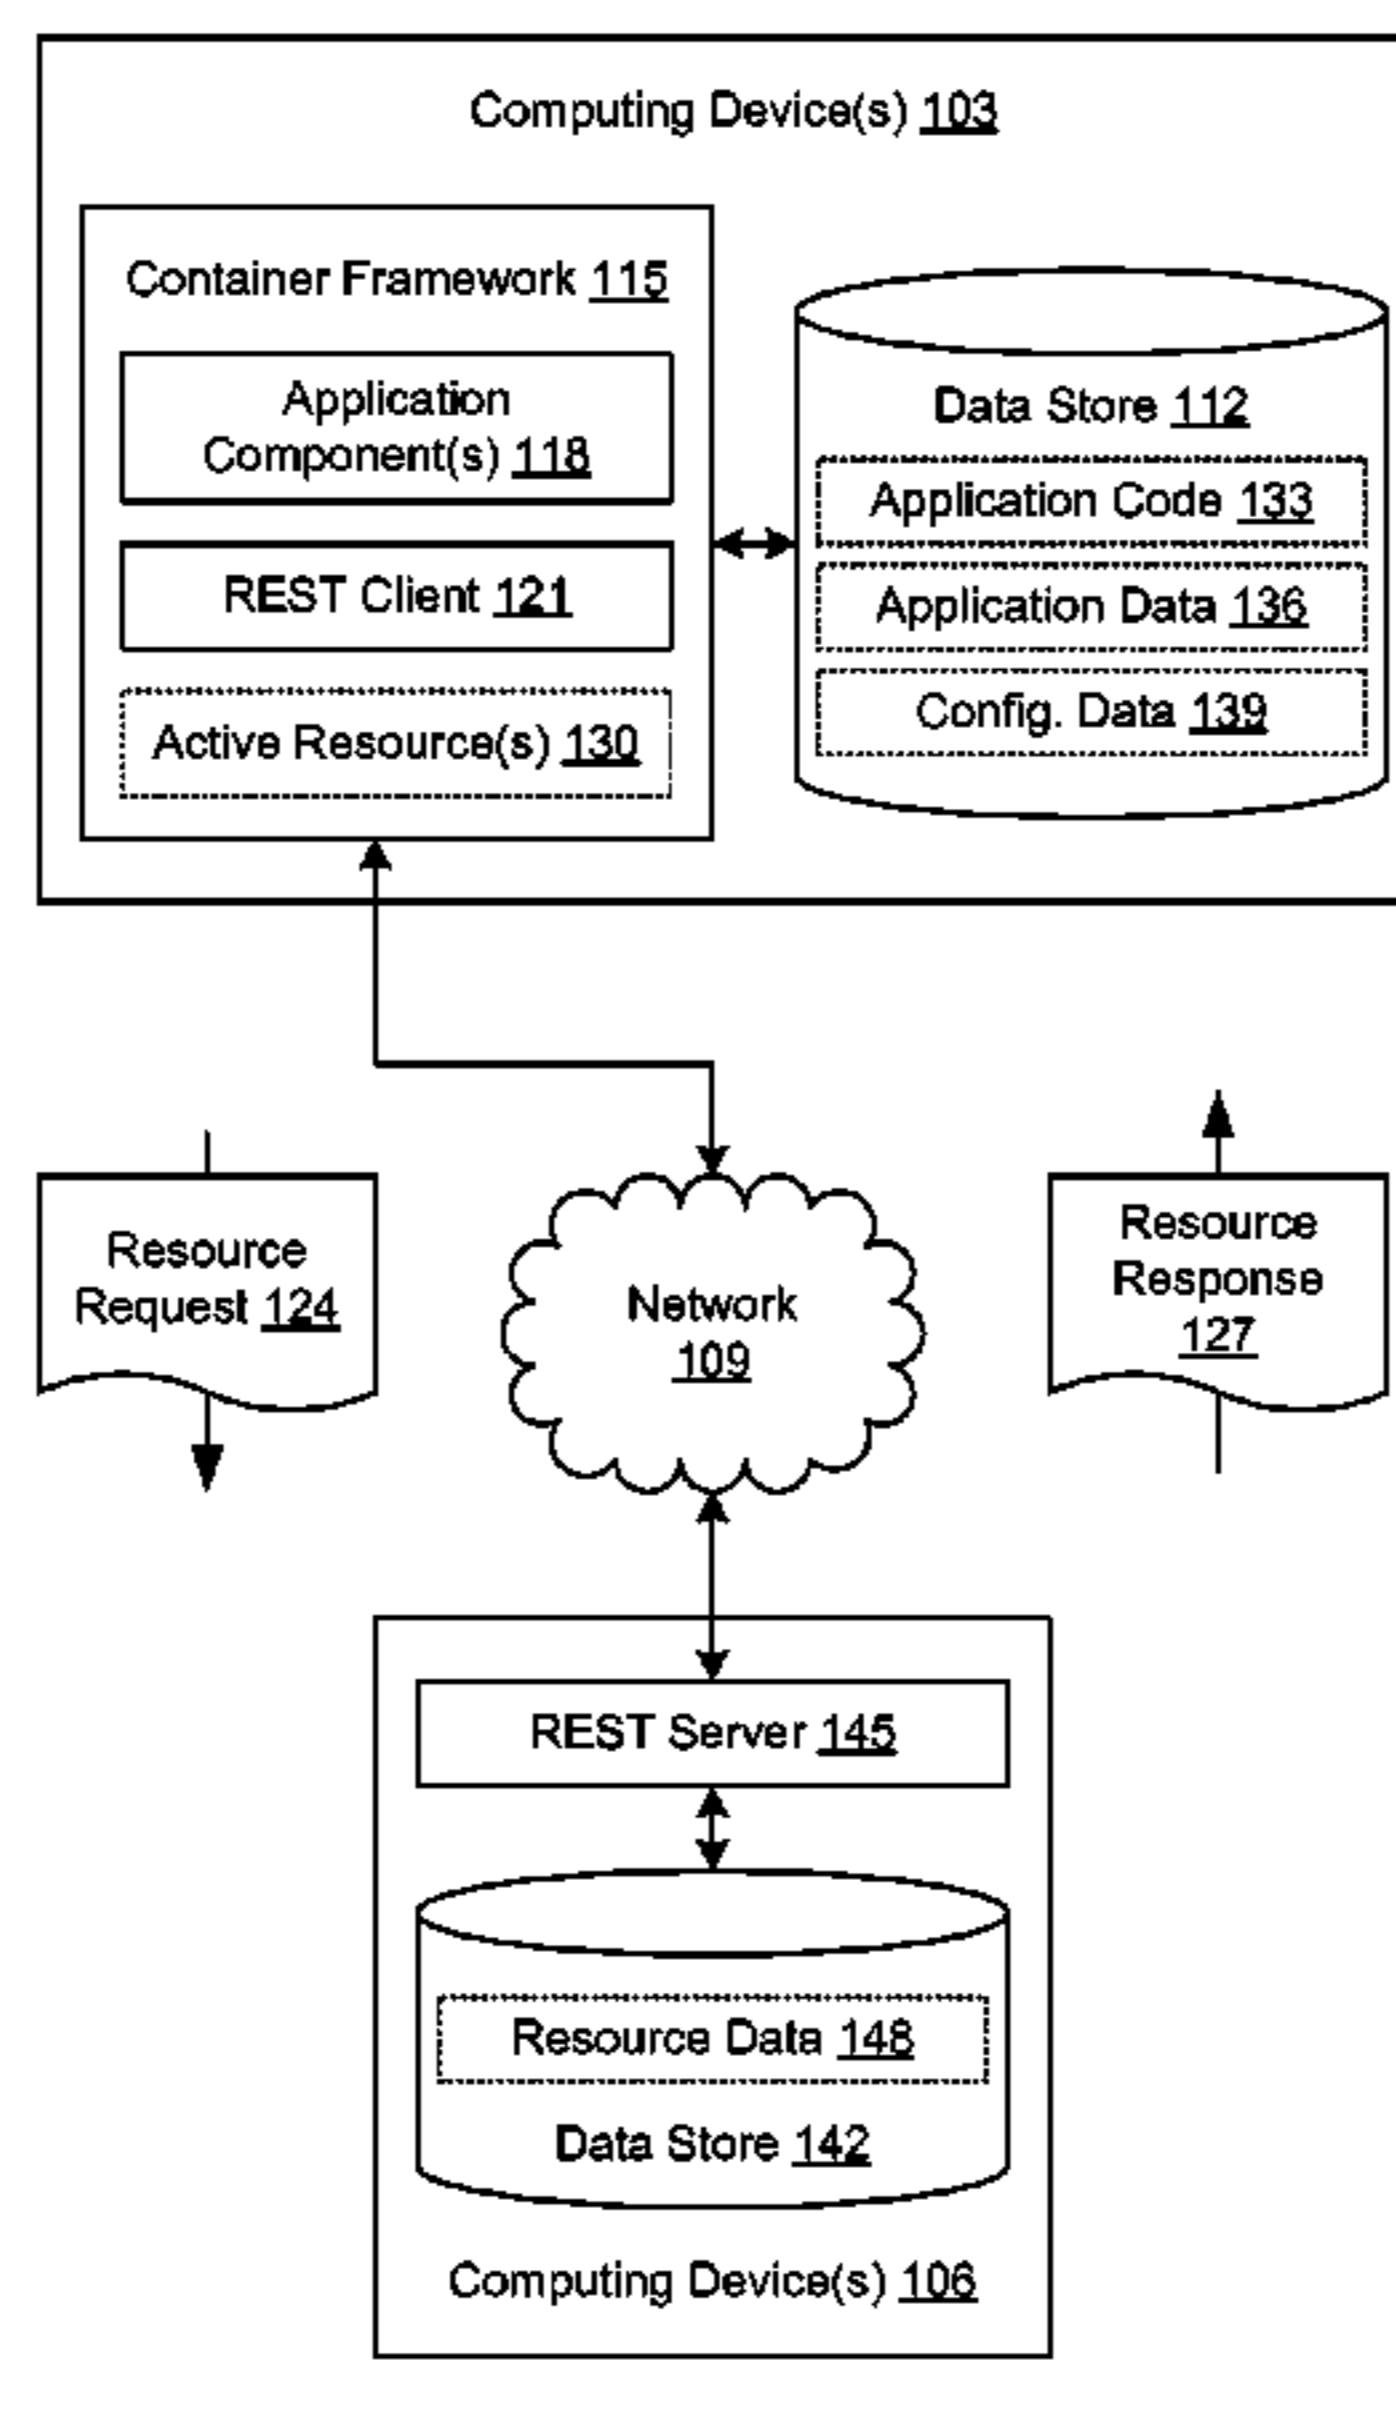 Computing Device(s) 103
Container Framework 115
Application
Component(s) 118
REST Client 121
Active Resource(s) 130
Data Store 112
Application Code 133
Application Data 136
Config. Data 139
Resource
Request 124
Network
109
Resource
Response
127
REST Server 145
Resource Data 148
Data Store 142
Computing Device(s) 106